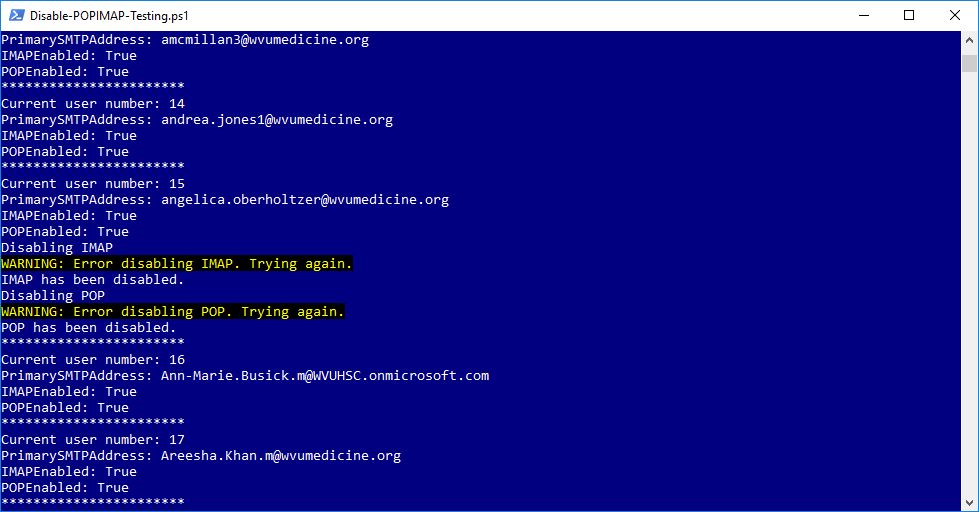 Disable-POPIMAP-Testing.ps1
PrimarySMTPAddress: amcmillan3@wvumedicine.org
IMAPEnabled: True
POPEnabled: True
***********************
Current user number: 14
PrimarySMTPAddress: andrea.jones1@wvumedicine.org
IMAPEnabled: True
POPEnabled: True
***********************
Current user number: 15
PrimarySMTPAddress: angelica.oberholtzer@wvumedicine.org
IMAPEnabled: True
POPEnabled: True
Disabling IMAP
WARNING: Error disabling IMAP. Trying again.
IMAP has been disabled.
Disabling POP
WARNING: Error disabling POP. Trying again.
POP has been disabled.
***********************
Current user number: 16
PrimarySMTPAddress: Ann-Marie.Busick.m@WVUHSC.onmicrosoft.com
IMAPEnabled: True
POPEnabled: True
***********************
Current user number: 17
PrimarySMTPAddress: Areesha.Khan.m@wvumedicine.org
IMAPEnabled: True
POPEnabled: True
***********************